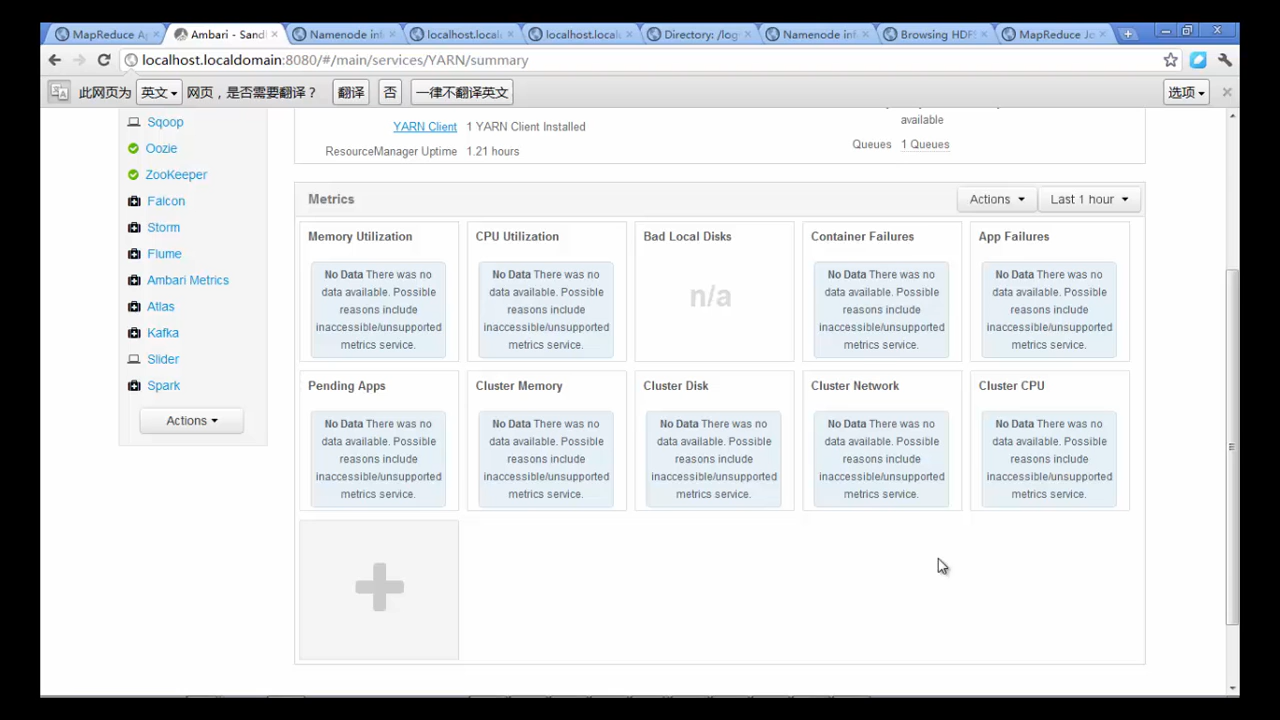 MapReduce Ap
Ambari - Sand
Namenode inf
localhost.locald
localhost.locald
Directory: /log
Namenode inf
Browsing HDFS
MapReduce Jo
localhost.localdomain:8080/#/main/services/YARN/summary
此网页为 英文 网页，是否需要翻译？ 翻译 否 一律不翻译英文 选项
Sqoop
Oozie
ZooKeeper
Falcon
Storm
Flume
Ambari Metrics
Atlas
Kafka
Slider
Spark
Actions
available
YARN Client 1 YARN Client Installed
Queues 1 Queues
ResourceManager Uptime 1.21 hours
Metrics
Actions
Last 1 hour
Memory Utilization
No Data There was no
data available. Possible
reasons include
inaccessible/unsupported
metrics service.
CPU Utilization
No Data There was no
data available. Possible
reasons include
inaccessible/unsupported
metrics service.
Bad Local Disks
n/a
Container Failures
No Data There was no
data available. Possible
reasons include
inaccessible/unsupported
metrics service.
App Failures
No Data There was no
data available. Possible
reasons include
inaccessible/unsupported
metrics service.
Pending Apps
No Data There was no
data available. Possible
reasons include
inaccessible/unsupported
metrics service.
Cluster Memory
No Data There was no
data available. Possible
reasons include
inaccessible/unsupported
metrics service.
Cluster Disk
No Data There was no
data available. Possible
reasons include
inaccessible/unsupported
metrics service.
Cluster Network
No Data There was no
data available. Possible
reasons include
inaccessible/unsupported
metrics service.
Cluster CPU
No Data There was no
data available. Possible
reasons include
inaccessible/unsupported
metrics service.